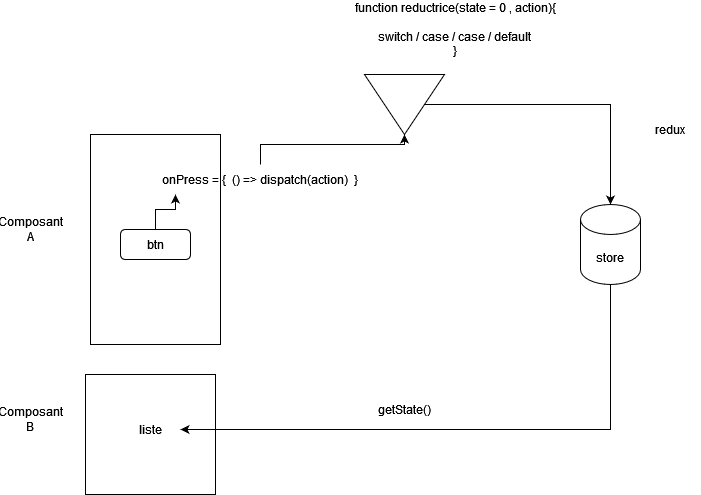 function reductrice(state = 0 , action){
switch / case / case / default
}
redux
onPress = { () => dispatch(action) }
Composant
A
btn
store
Composant
B
getState()
liste